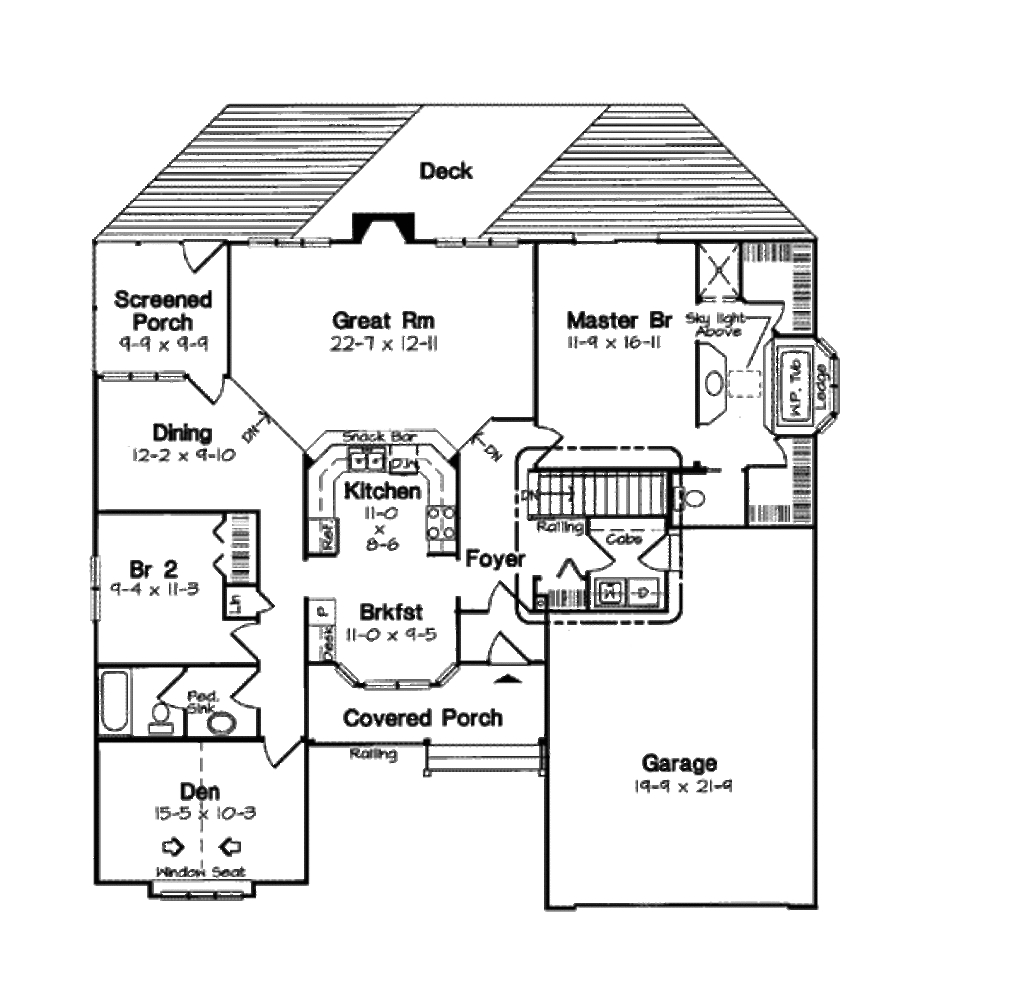 Deck
Screened
Porch
9-9 x 9-9
Great Rm
22-7 x 12-11
Master Br
11-9 x 16-11
Sky light
Above
W.P. Tub
Ledge
Dining
12-2 x 9-10
DN
Snack Bar
DN
D.W.
Kitchen
11-0
x
8-6
Ref.
DN
Railing
Cabs
Foyer
Br 2
9-4 x 11-3
Lin
W
D
P
Desk
Brkfst
11-0 x 9-5
Ped.
Sink
Covered Porch
Railing
Den
15-5 x 10-3
Window Seat
Garage
19-9 x 21-9